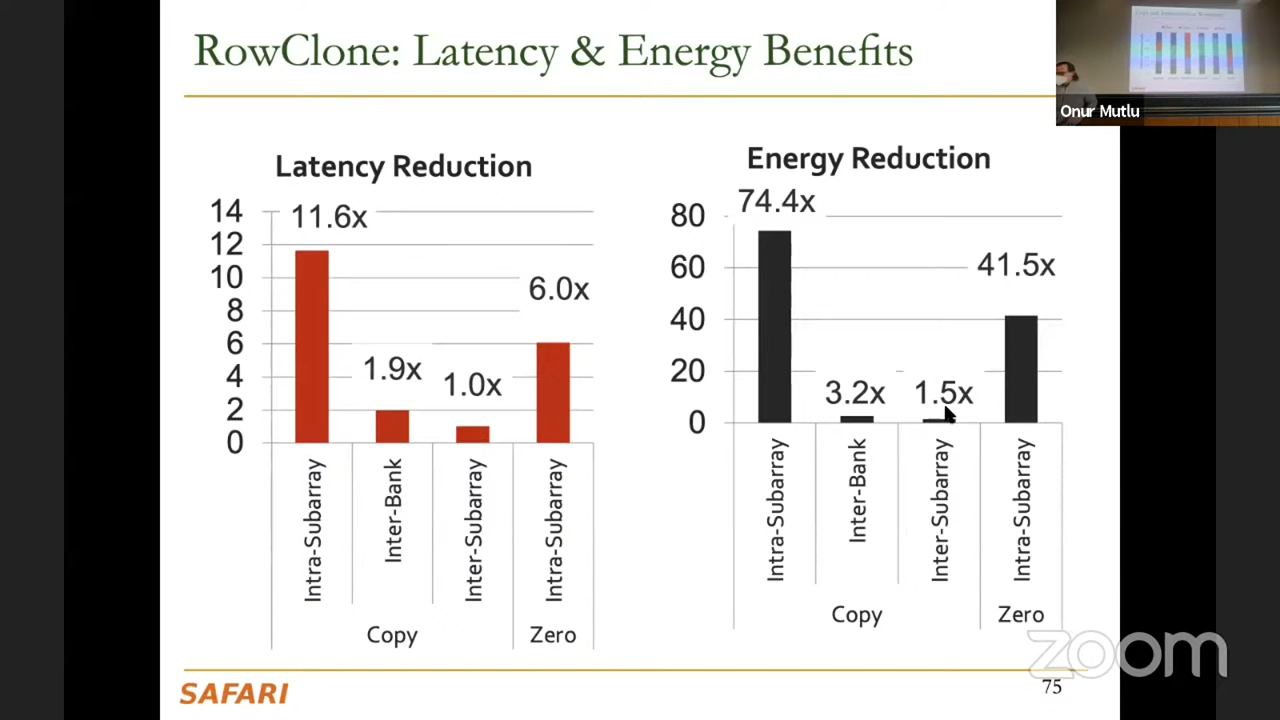 RowClone: Latency & Energy Benefits
Onur Mutlu
Latency Reduction
14
12
10
8
6
4
2
0
11.6x
1.9x
1.0x
6.0x
Intra-Subarray
Inter-Bank
Inter-Subarray
Intra-Subarray
Copy
Zero
Energy Reduction
80
60
40
20
0
74.4x
3.2x
1.5x
41.5x
Intra-Subarray
Inter-Bank
Inter-Subarray
Intra-Subarray
Copy
Zero
zoom
SAFARI
75